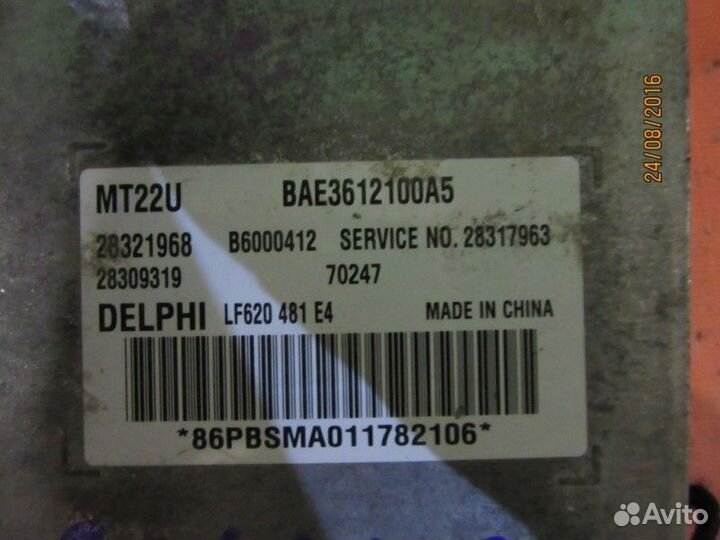 MT22U BAE3612100A5
28321968 B6000412 SERVICE NO. 28317963
28309319 70247
DELPHI LF620 481 E4 MADE IN CHINA
*86PBSMA011782106*
24/08/2016
Avito